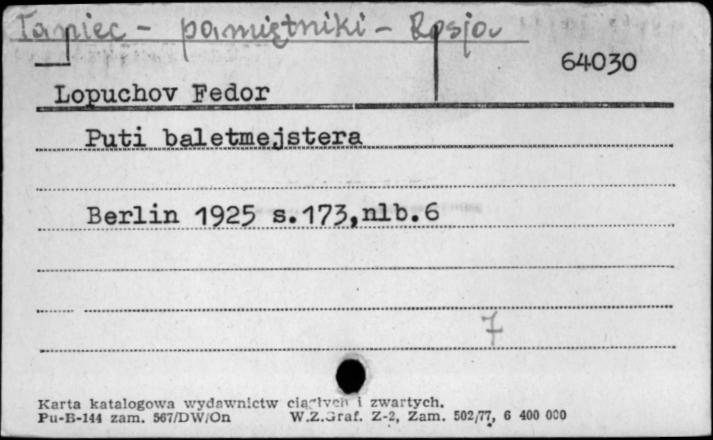 Taniec - pamiętniki - Rosja
64030
Lopuchov Fedor
Puti baletmejstera
Berlin 1925 s.173,nlb.6
7
Karta katalogowa wydawnictw ciągłych i zwartych.
Pu-B-144 zam. 567/DW/On W.Z.Graf. Z-2, Zam. 502/77, 6 400 000